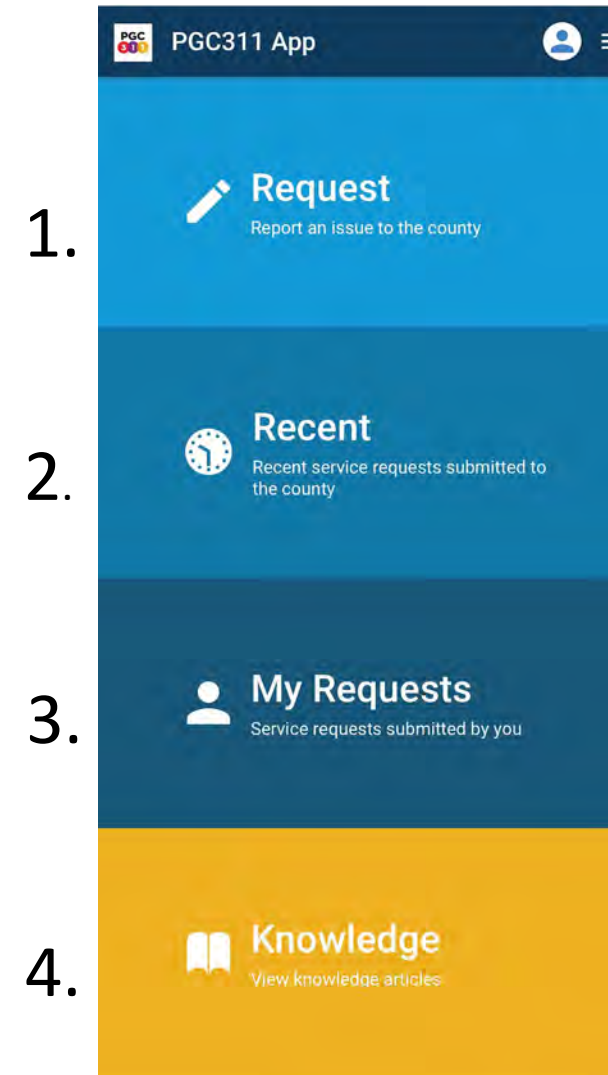 PGC
311
PGC311 App
1.
Request
Report an issue to the county
2.
Recent
Recent service requests submitted to
the county
3.
My Requests
Service requests submitted by you
4.
Knowledge
View knowledge articles